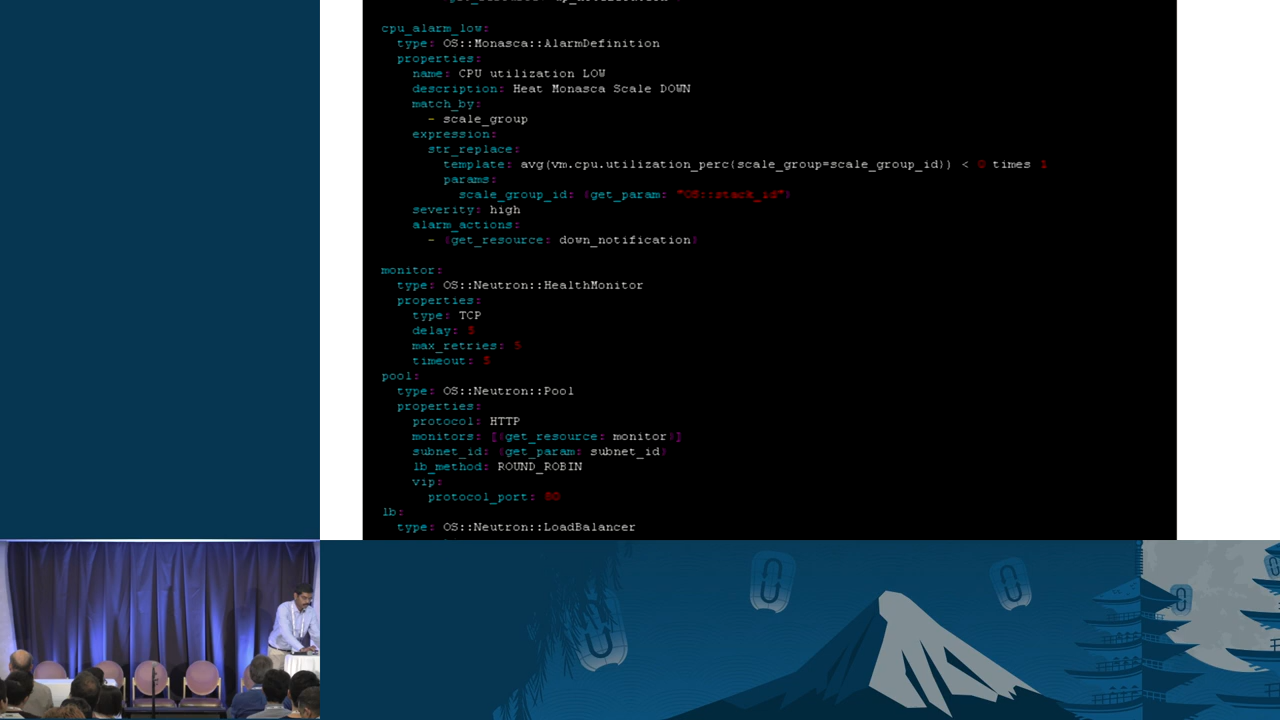 cpu_alarm_low:
type: OS::Monasca::AlarmDefinition
properties:
name: CPU utilization LOW
description: Heat Monasca Scale DOWN
match_by:
- scale_group
expression:
str_replace:
template: avg(vm.cpu.utilization_perc(scale_group=scale_group_id)) < 0 times 1
params:
scale_group_id: {get_param: "OS::stack_id"}
severity: high
alarm_actions:
- {get_resource: down_notification}
monitor:
type: OS::Neutron::HealthMonitor
properties:
type: TCP
delay: 5
max_retries: 5
timeout: 5
pool:
type: OS::Neutron::Pool
properties:
protocol: HTTP
monitors: [{get_resource: monitor}]
subnet_id: {get_param: subnet_id}
lb_method: ROUND_ROBIN
vip:
protocol_port: 80
lb:
type: OS::Neutron::LoadBalancer